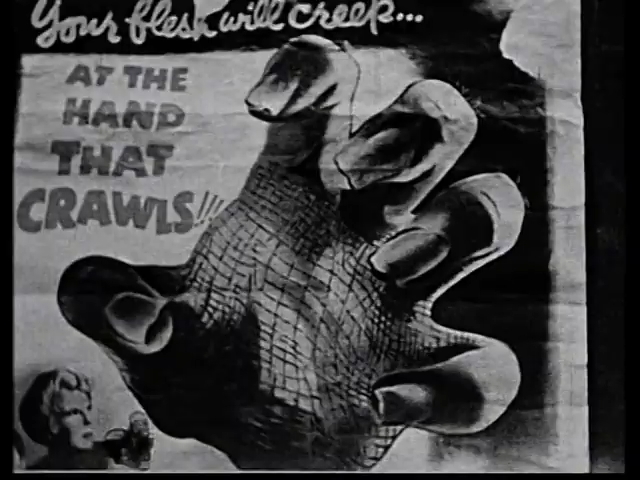 Your flesh will creep...
AT THE
HAND
THAT
CRAWLS!!!